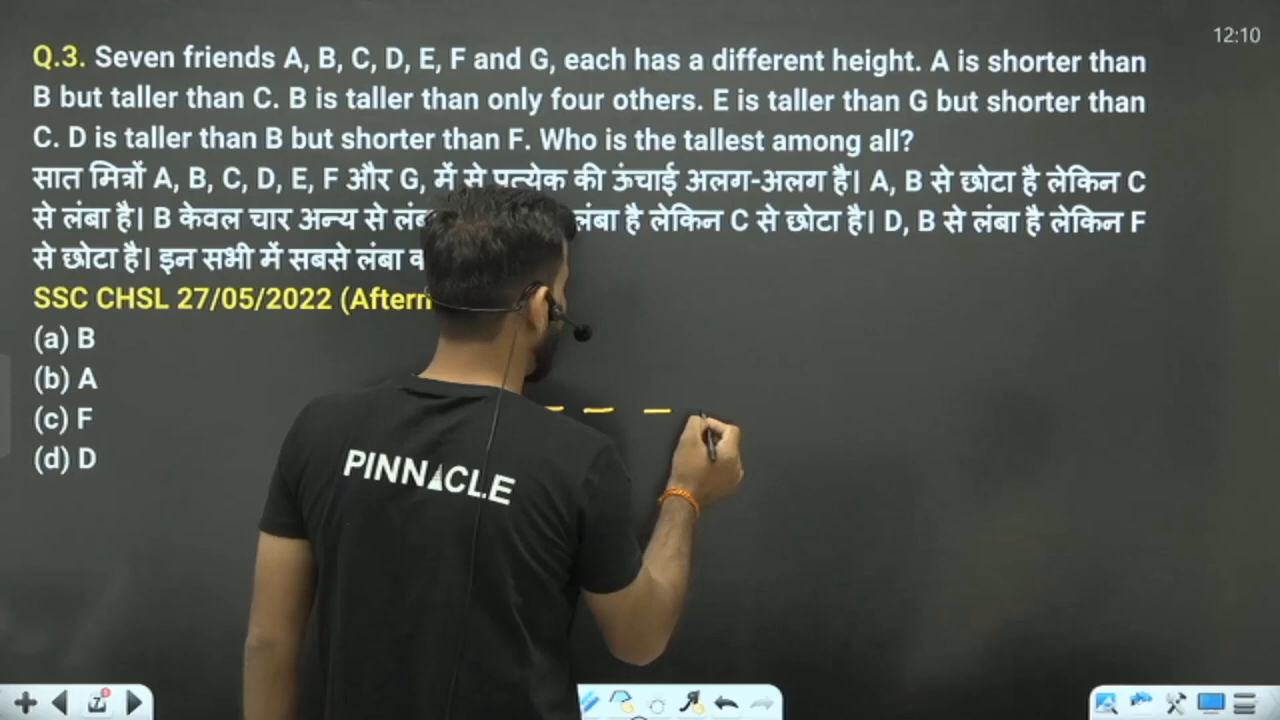 12:10
Q.3. Seven friends A, B, C, D, E, F and G, each has a different height. A is shorter than
B but taller than C. B is taller than only four others. E is taller than G but shorter than
C. D is taller than B but shorter than F. Who is the tallest among all?
सात मित्रों A, B, C, D, E, F और G, में से प्रत्येक की ऊंचाई अलग-अलग है। A, B से छोटा है लेकिन C
से लंबा है। B केवल चार अन्य से लंबा है लेकिन C से छोटा है। D, B से लंबा है लेकिन F
से छोटा है। इन सभी में सबसे लंबा
SSC CHSL 27/05/2022 (Aftern
(a) B
(b) A
(c) F
(d) D
PINNACLE